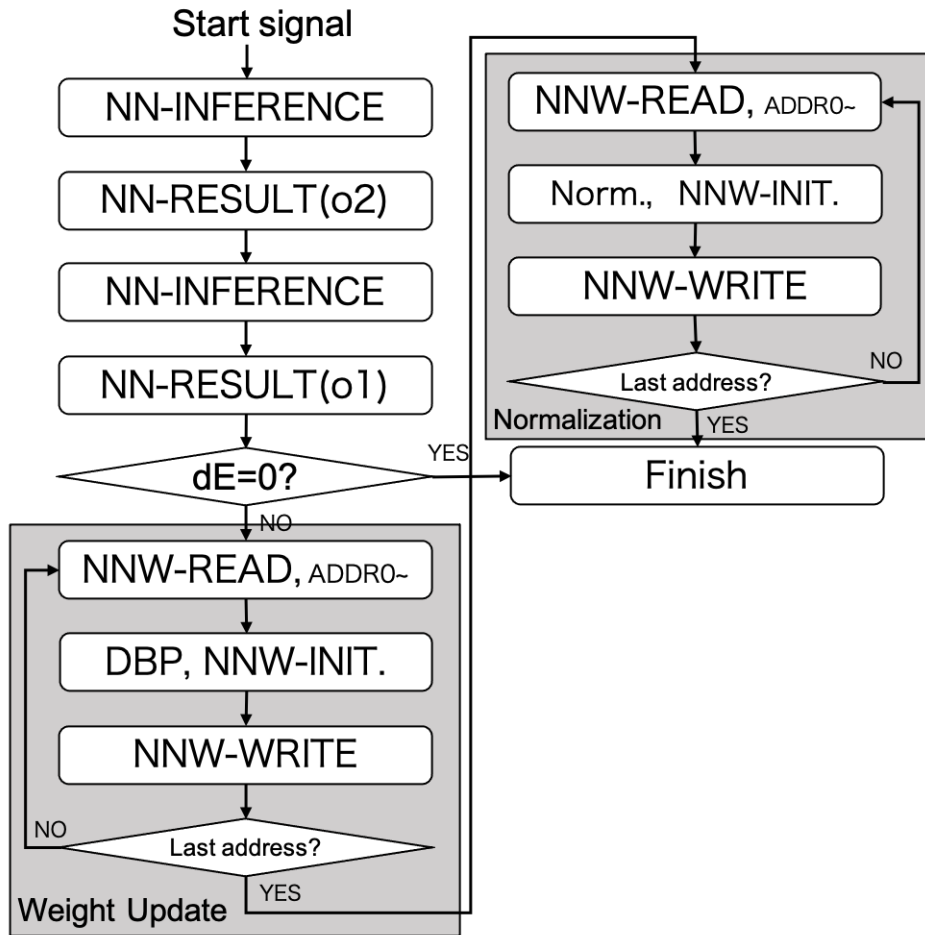 Start signal
NN-INFERENCE
NN-RESULT(o2)
NN-INFERENCE
NN-RESULT(o1)
dE=0?
YES
NO
NNW-READ, ADDR0~
DBP, NNW-INIT.
NNW-WRITE
Last address?
NO
YES
Weight Update
NNW-READ, ADDR0~
Norm., NNW-INIT.
NNW-WRITE
Last address?
NO
Normalization
YES
Finish